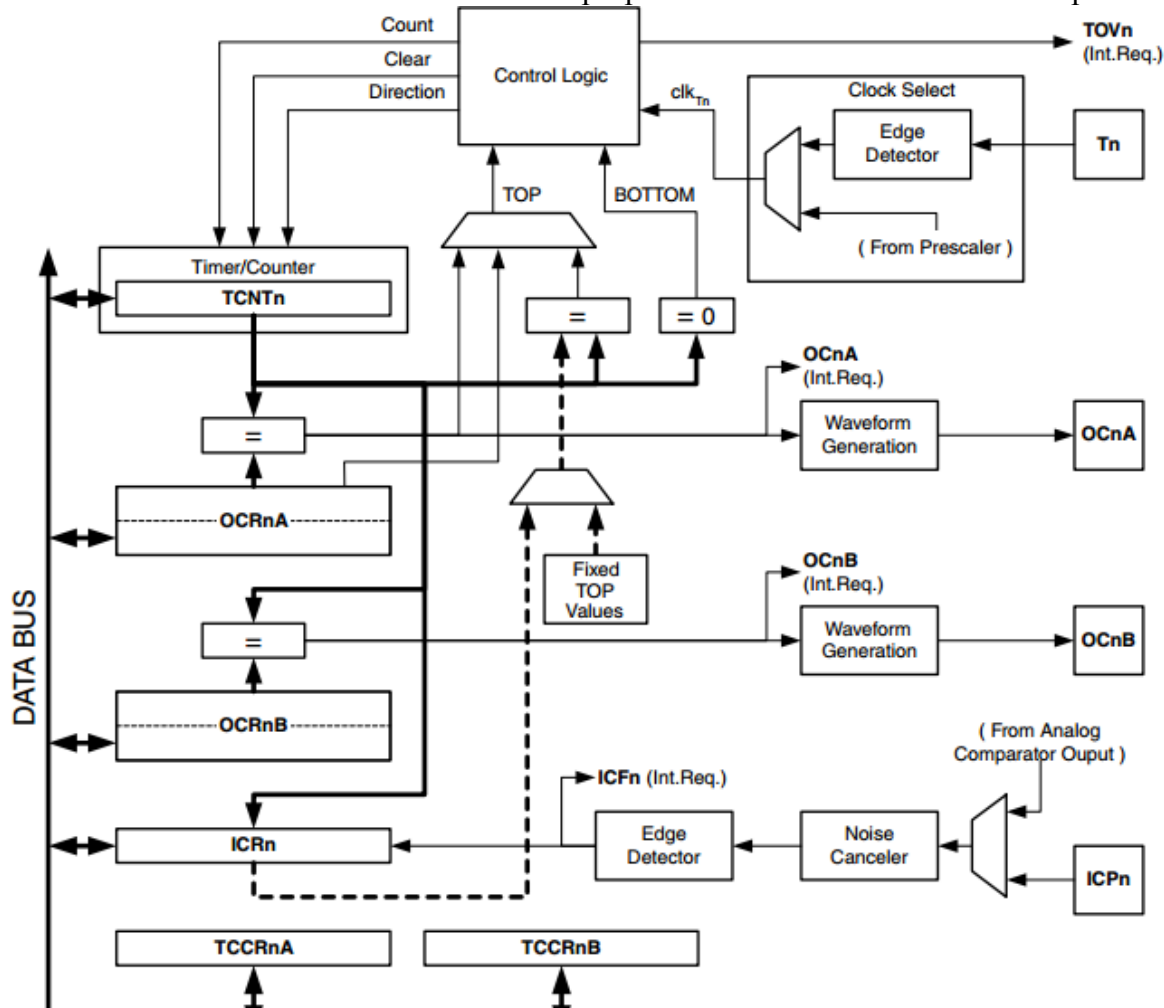 Count
TOVn
(Int.Req.)
Clear
Control Logic
Direction
clkTn
Clock Select
Edge
Detector
Tn
TOP
BOTTOM
( From Prescaler )
Timer/Counter
TCNTn
=
= 0
OCnA
(Int.Req.)
=
Waveform
Generation
OCnA
OCRnA
Fixed
TOP
Values
OCnB
(Int.Req.)
=
Waveform
Generation
OCnB
DATA BUS
OCRnB
( From Analog
Comparator Ouput )
ICFn (Int.Req.)
ICRn
Edge
Detector
Noise
Canceler
ICPn
TCCRnA
TCCRnB